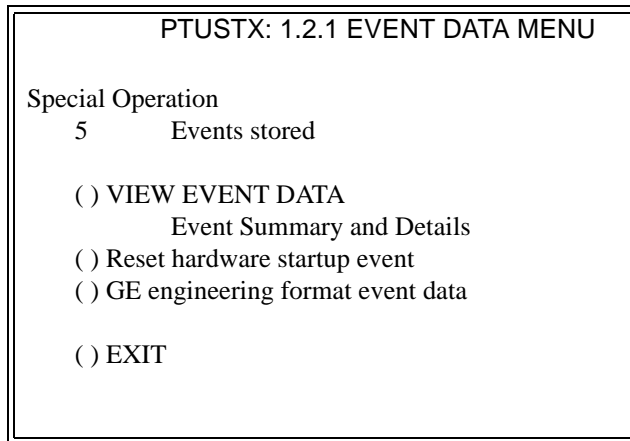 PTUSTX: 1.2.1 EVENT DATA MENU
Special Operation
5 Events stored
( ) VIEW EVENT DATA
Event Summary and Details
( ) Reset hardware startup event
( ) GE engineering format event data
( ) EXIT